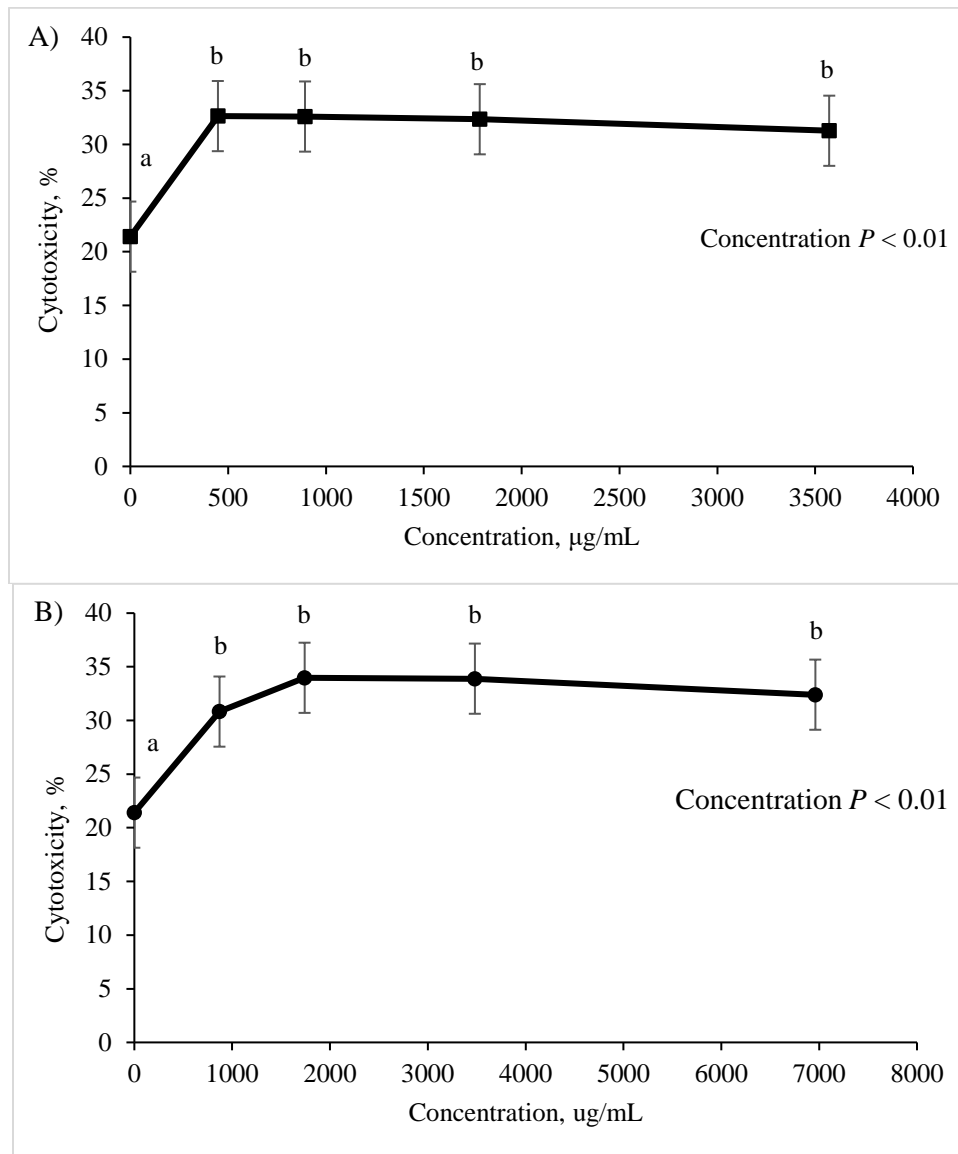 A)
40
35
30
25
20
15
10
5
0
Cytotoxicity, %
b
b
b
b
a
Concentration P < 0.01
0 500 1000 1500 2000 2500 3000 3500 4000
Concentration, µg/mL
B)
40
35
30
25
20
15
10
5
0
Cytotoxicity, %
b
b
b
b
a
Concentration P < 0.01
0 1000 2000 3000 4000 5000 6000 7000 8000
Concentration, ug/mL